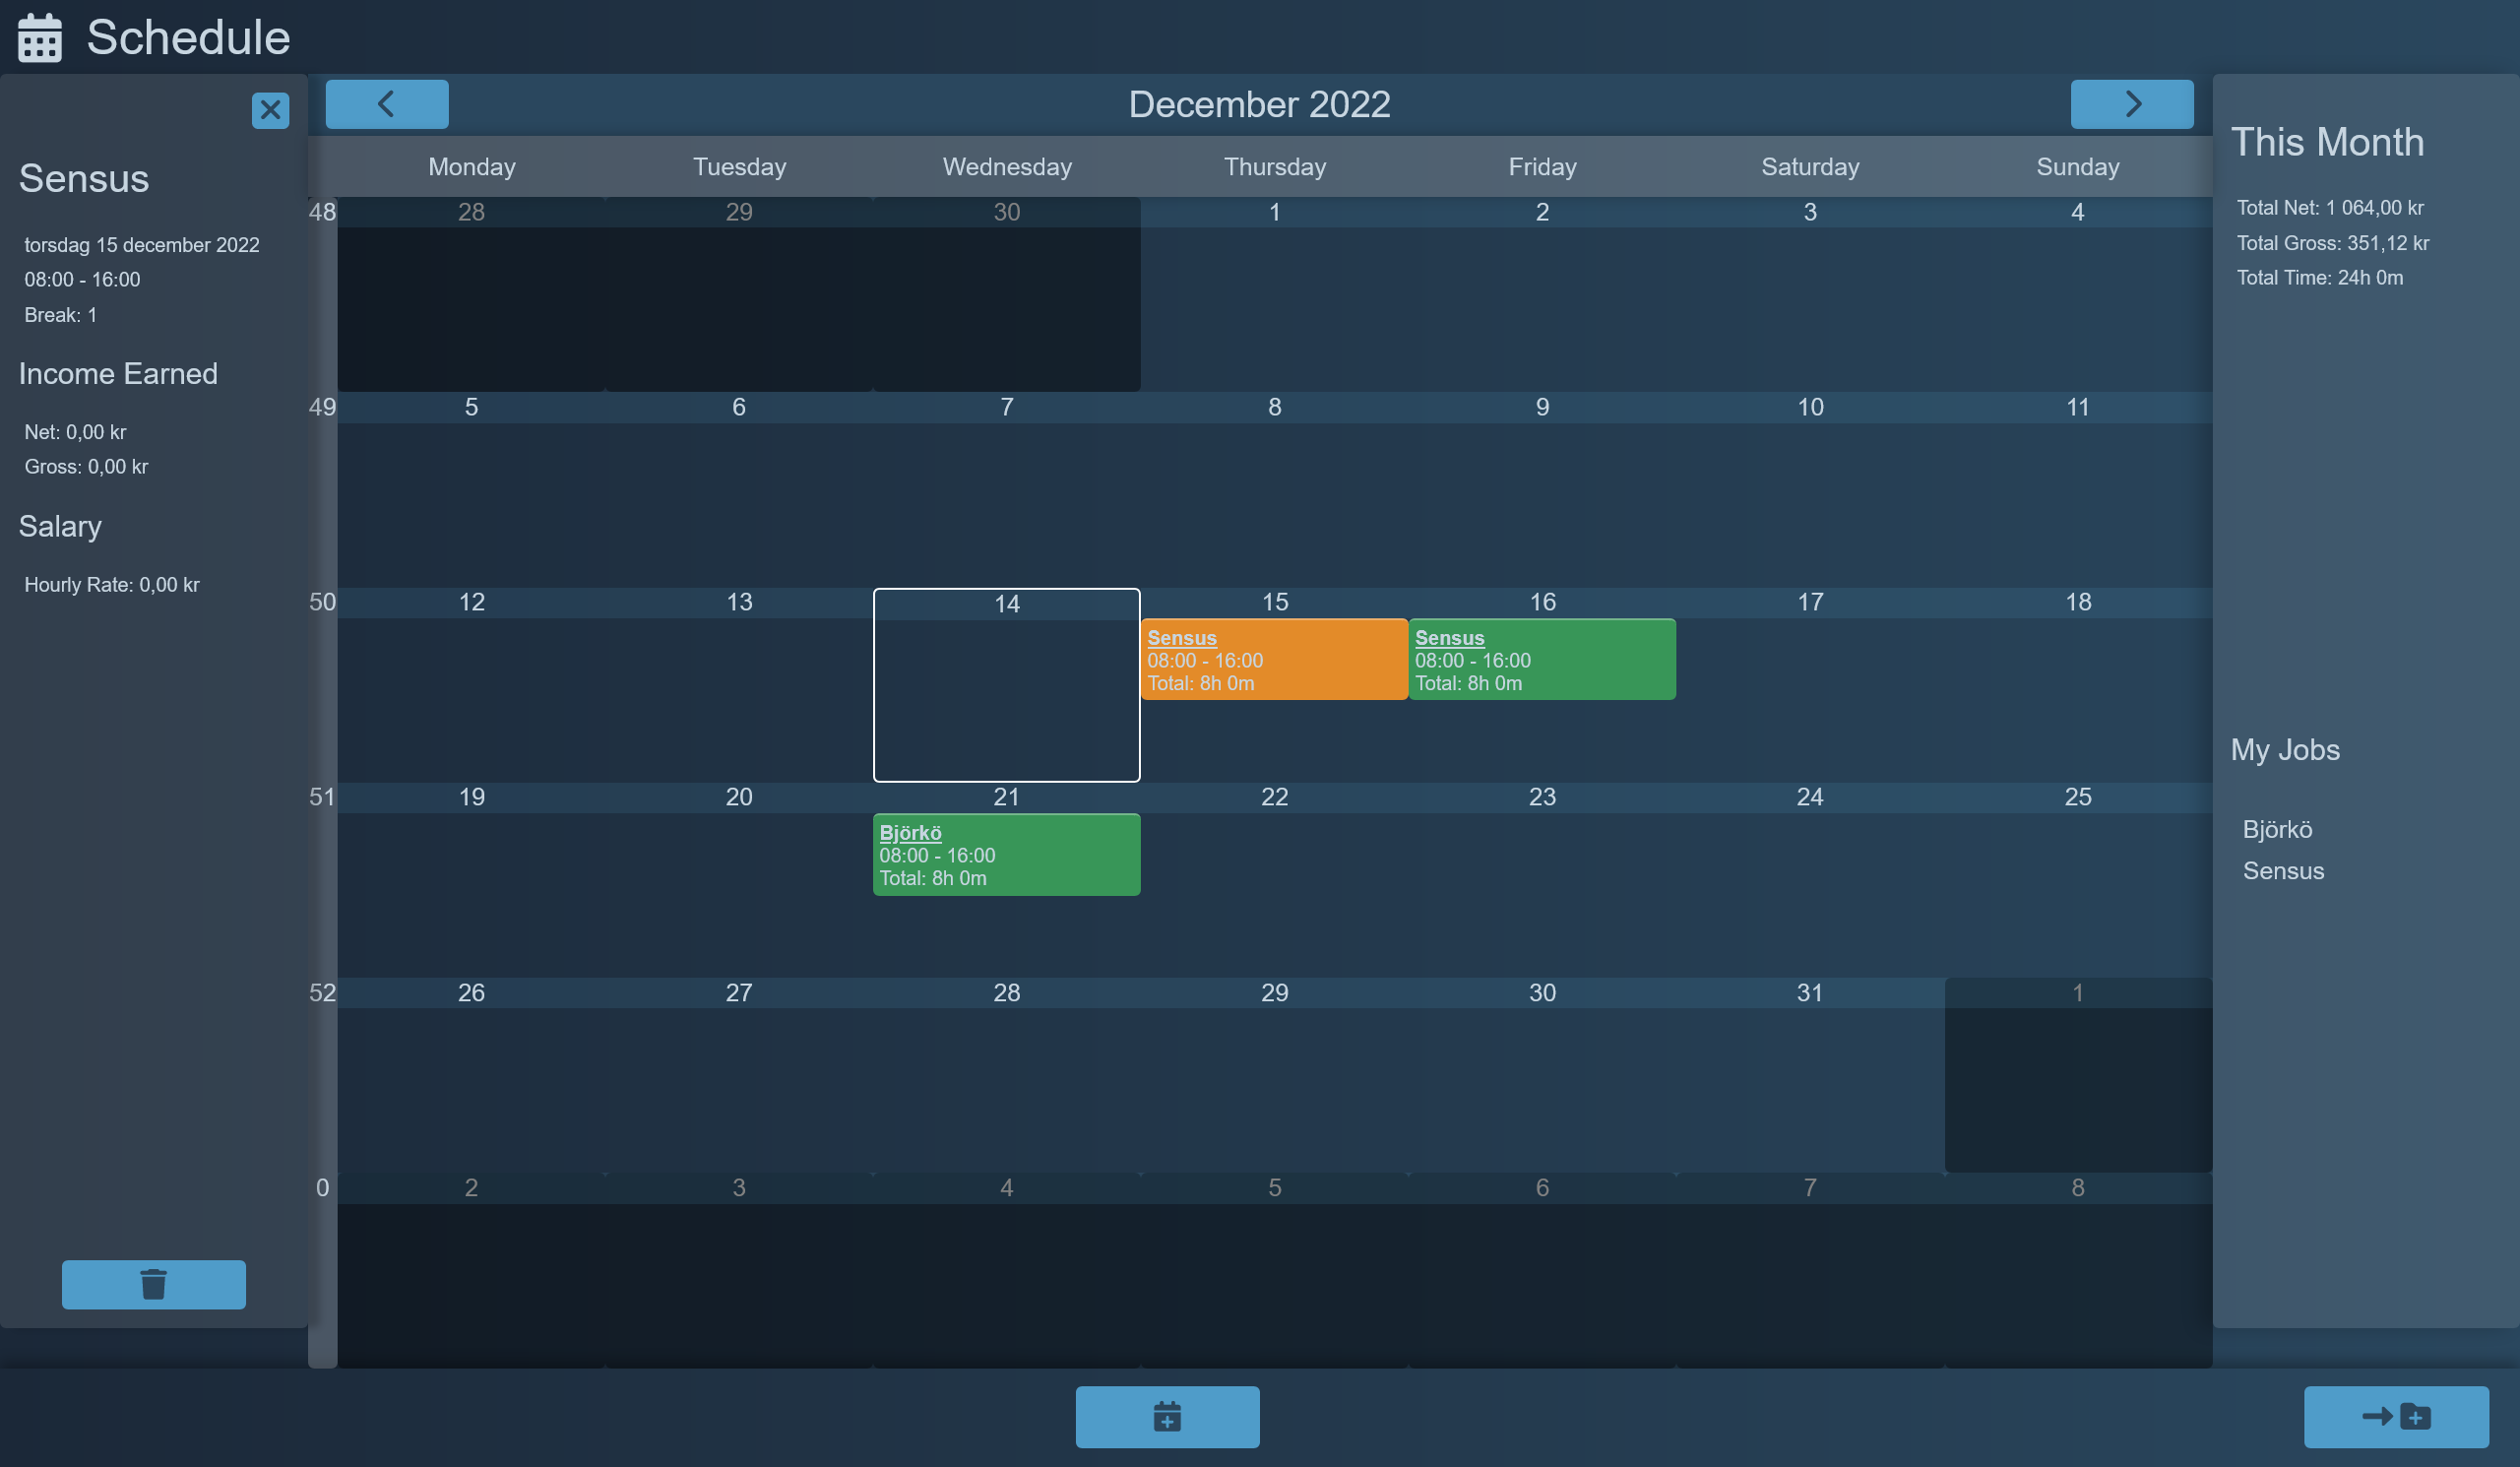 Schedule
Sensus
torsdag 15 december 2022
08:00 - 16:00
Break: 1
Income Earned
Net: 0,00 kr
Gross: 0,00 kr
Salary
Hourly Rate: 0,00 kr
December 2022
Monday Tuesday Wednesday Thursday Friday Saturday Sunday
48 28 29 30 1 2 3 4
49 5 6 7 8 9 10 11
50 12 13 14 15 16 17 18
Sensus
08:00 - 16:00
Total: 8h 0m
Sensus
08:00 - 16:00
Total: 8h 0m
51 19 20 21 22 23 24 25
Björkö
08:00 - 16:00
Total: 8h 0m
52 26 27 28 29 30 31 1
0 2 3 4 5 6 7 8
This Month
Total Net: 1 064,00 kr
Total Gross: 351,12 kr
Total Time: 24h 0m
My Jobs
Björkö
Sensus